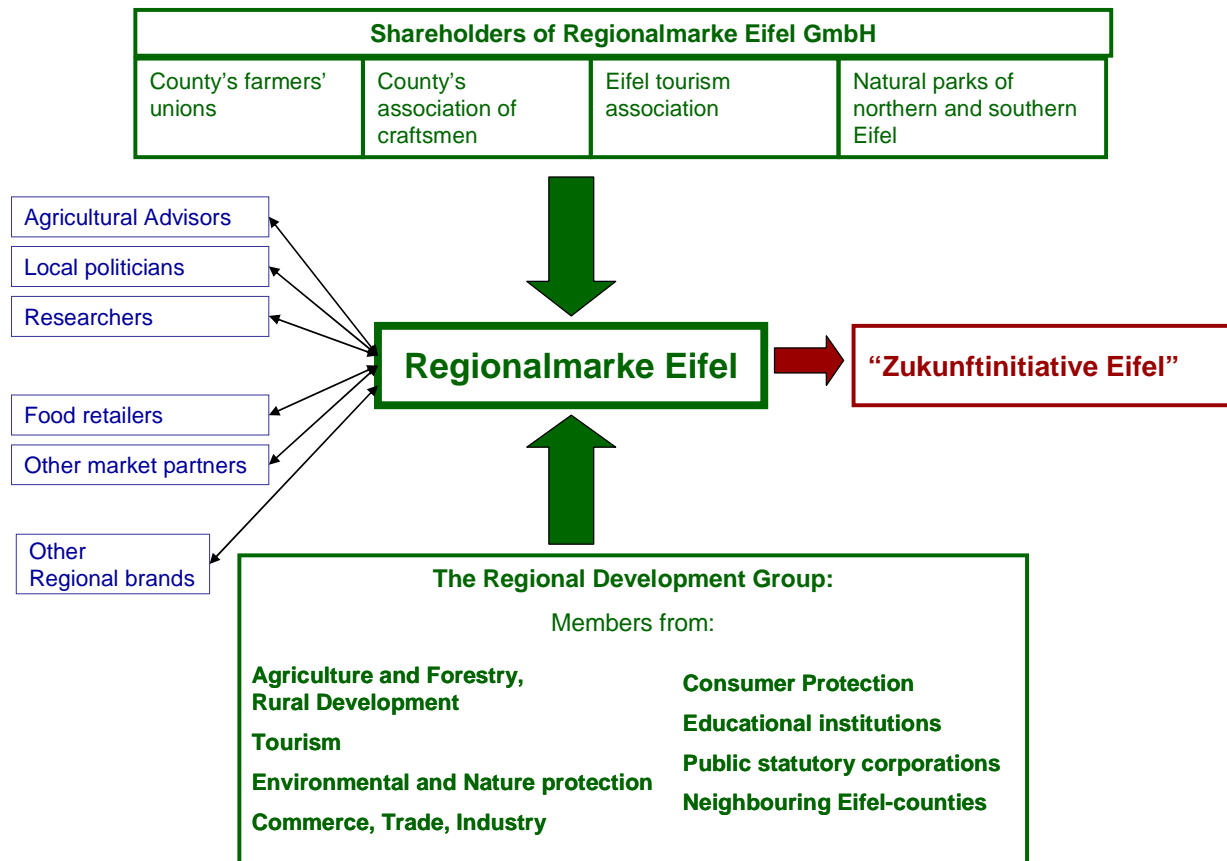 Shareholders of Regionalmarke Eifel GmbH
County’s farmers’
unions
County’s
association of
craftsmen
Eifel tourism
association
Natural parks of
northern and southern
Eifel
Agricultural Advisors
Local politicians
Researchers
Food retailers
Other market partners
Other
Regional brands
Regionalmarke Eifel
“Zukunftinitiative Eifel”
The Regional Development Group:
Members from:
Agriculture and Forestry,
Rural Development
Tourism
Environmental and Nature protection
Commerce, Trade, Industry
Consumer Protection
Educational institutions
Public statutory corporations
Neighbouring Eifel-counties